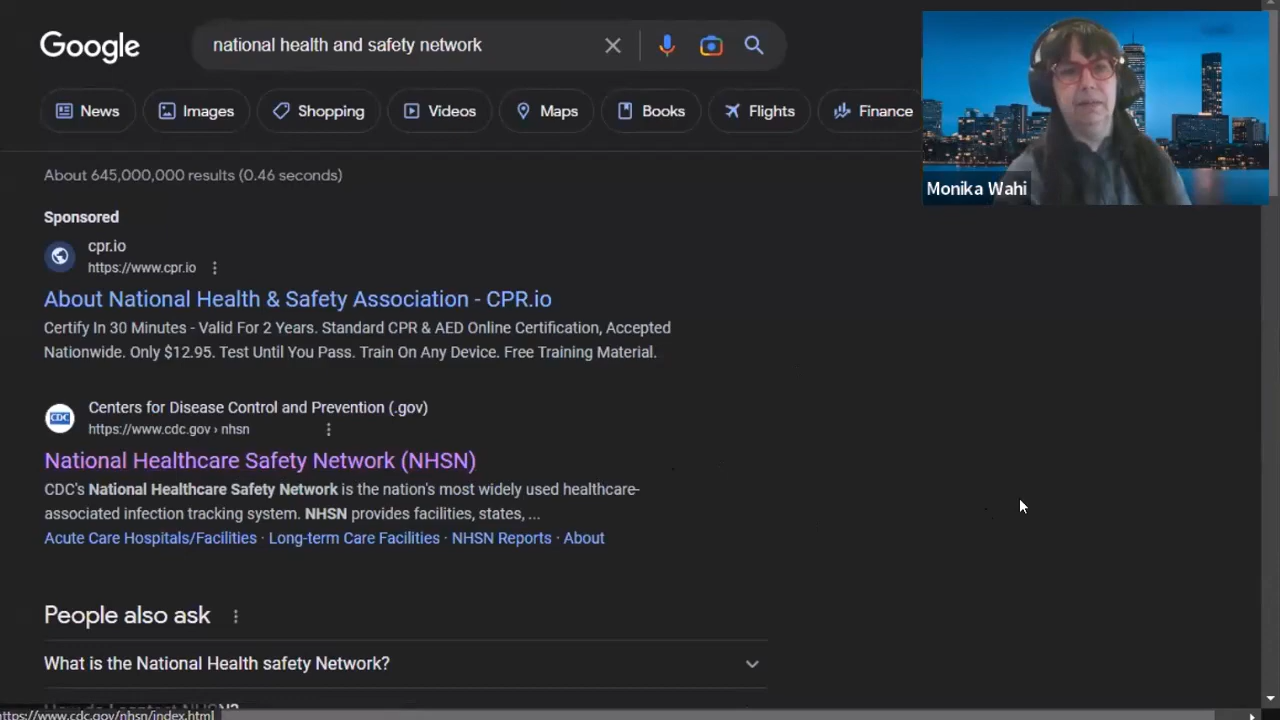 Google
national health and safety network
News
Images
Shopping
Videos
Maps
Books
Flights
Finance
Monika Wahi
About 645,000,000 results (0.46 seconds)
Sponsored
cpr.io
https://www.cpr.io
About National Health & Safety Association - CPR.io
Certify In 30 Minutes - Valid For 2 Years. Standard CPR & AED Online Certification, Accepted
Nationwide. Only $12.95. Test Until You Pass. Train On Any Device. Free Training Material.
CDC
Centers for Disease Control and Prevention (.gov)
https://www.cdc.gov › nhsn
National Healthcare Safety Network (NHSN)
CDC's National Healthcare Safety Network is the nation's most widely used healthcare-
associated infection tracking system. NHSN provides facilities, states, ...
Acute Care Hospitals/Facilities · Long-term Care Facilities · NHSN Reports · About
People also ask
What is the National Health safety Network?
How do I contact NHSN?
https://www.cdc.gov/nhsn/index.html